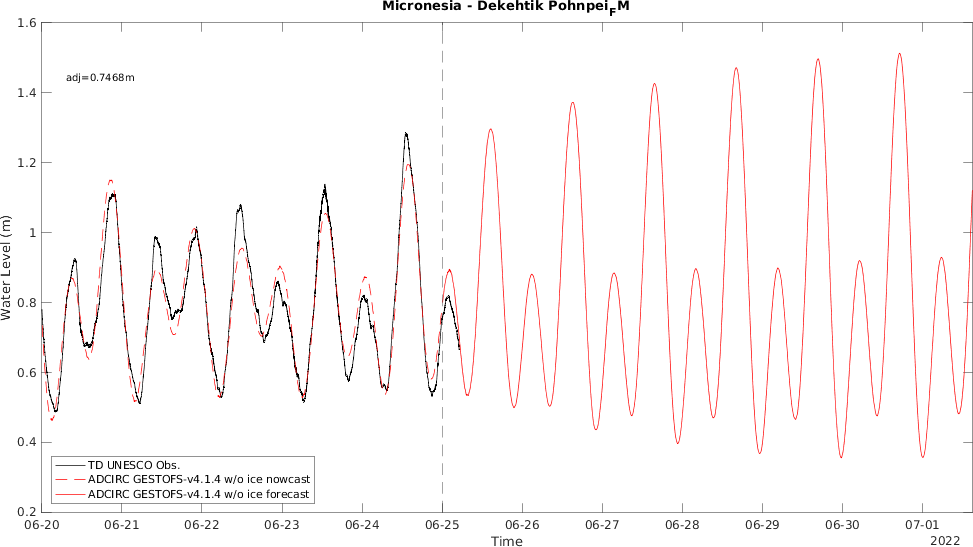 Micronesia - Dekehtik Pohnpei_FM
adj=0.7468m
Water Level (m)
1.6
1.4
1.2
1
0.8
0.6
0.4
0.2
TD UNESCO Obs.
ADCIRC GESTOFS-v4.1.4 w/o ice nowcast
ADCIRC GESTOFS-v4.1.4 w/o ice forecast
06-20 06-21 06-22 06-23 06-24 06-25 06-26 06-27 06-28 06-29 06-30 07-01
Time
2022